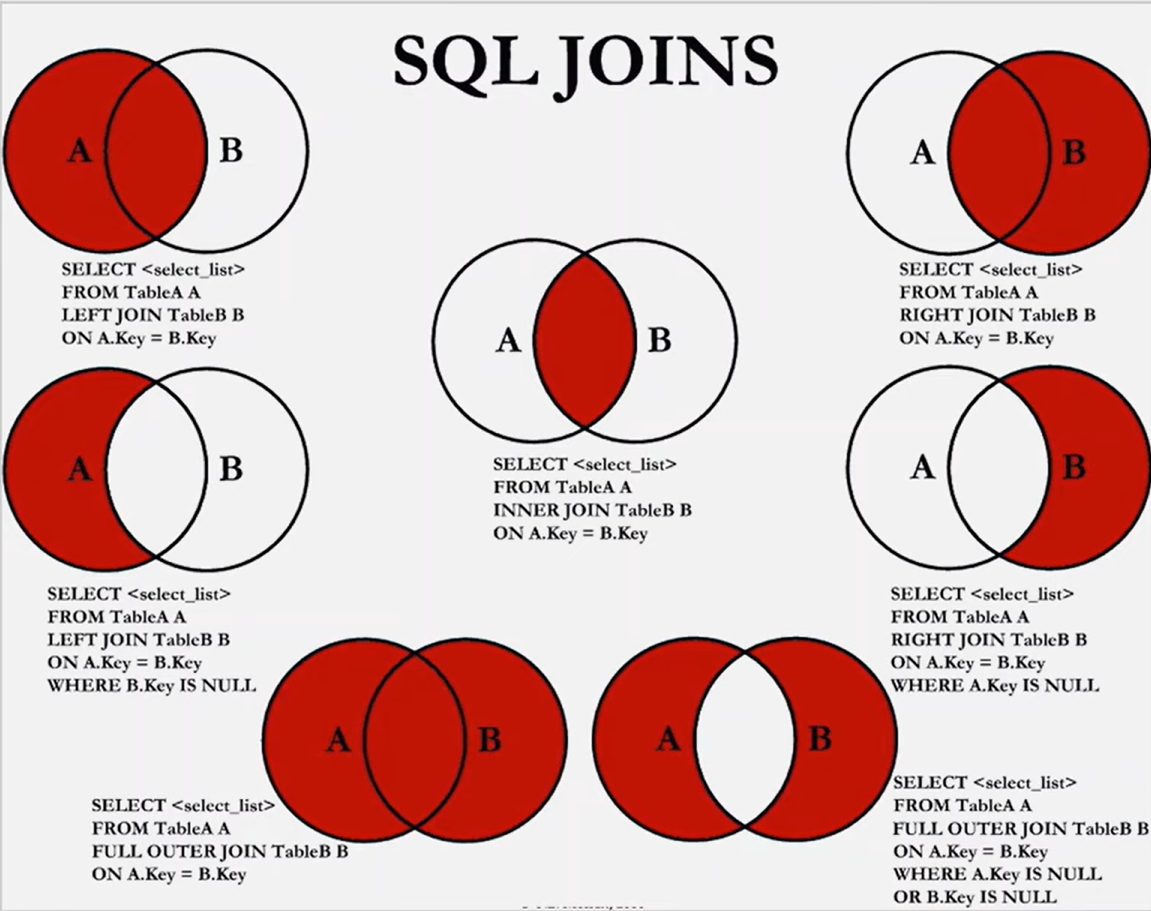 SQL JOINS
A B
SELECT <select_list>
FROM TableA A
LEFT JOIN TableB B
ON A.Key = B.Key
A B
SELECT <select_list>
FROM TableA A
RIGHT JOIN TableB B
ON A.Key = B.Key
A B
SELECT <select_list>
FROM TableA A
INNER JOIN TableB B
ON A.Key = B.Key
A B
SELECT <select_list>
FROM TableA A
LEFT JOIN TableB B
ON A.Key = B.Key
WHERE B.Key IS NULL
A B
SELECT <select_list>
FROM TableA A
RIGHT JOIN TableB B
ON A.Key = B.Key
WHERE A.Key IS NULL
A B
SELECT <select_list>
FROM TableA A
FULL OUTER JOIN TableB B
ON A.Key = B.Key
A B
SELECT <select_list>
FROM TableA A
FULL OUTER JOIN TableB B
ON A.Key = B.Key
WHERE A.Key IS NULL
OR B.Key IS NULL